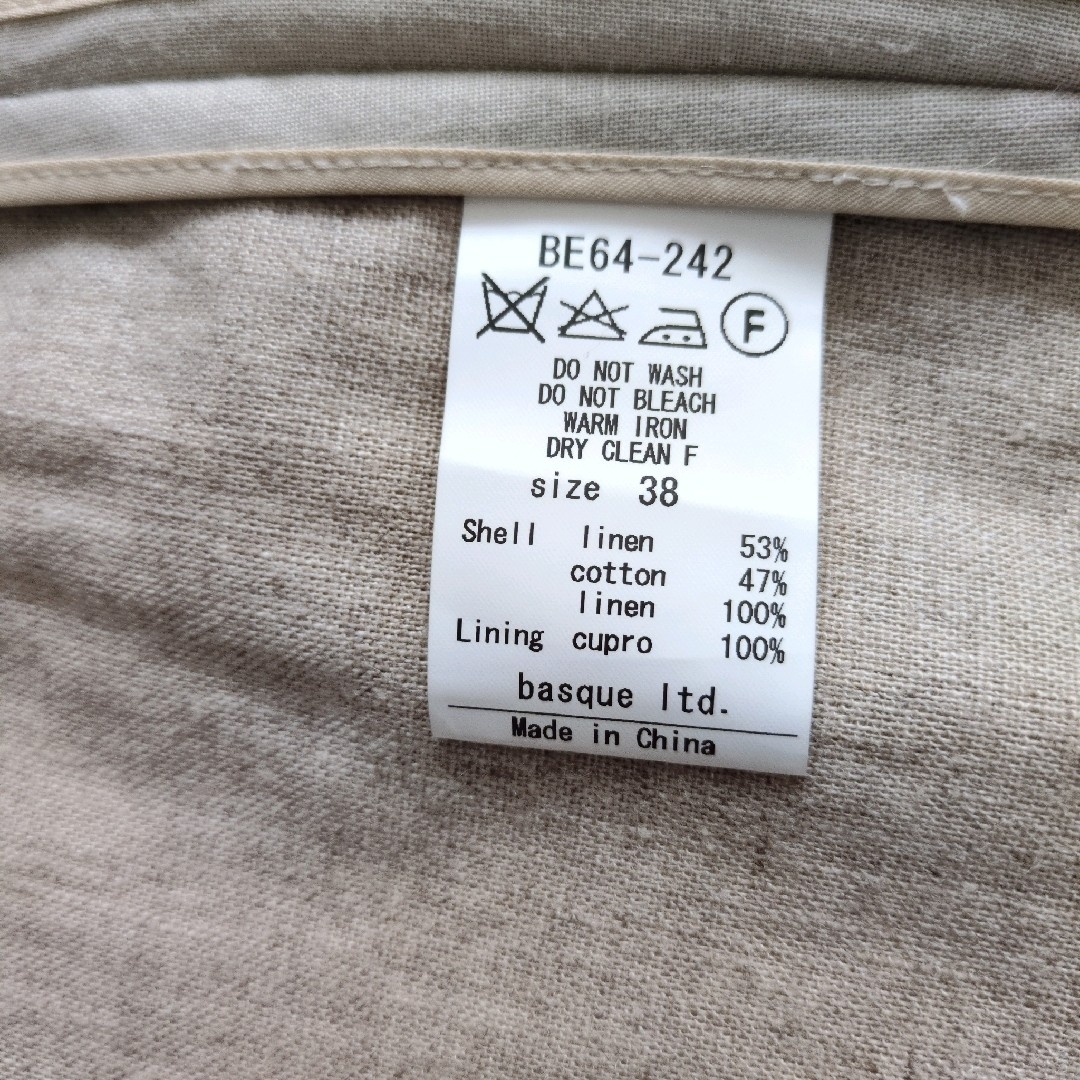 BE64-242
F
DO NOT WASH
DO NOT BLEACH
WARM IRON
DRY CLEAN F
size 38
Shell linen 53%
cotton 47%
linen 100%
Lining cupro 100%
basque ltd.
Made in China